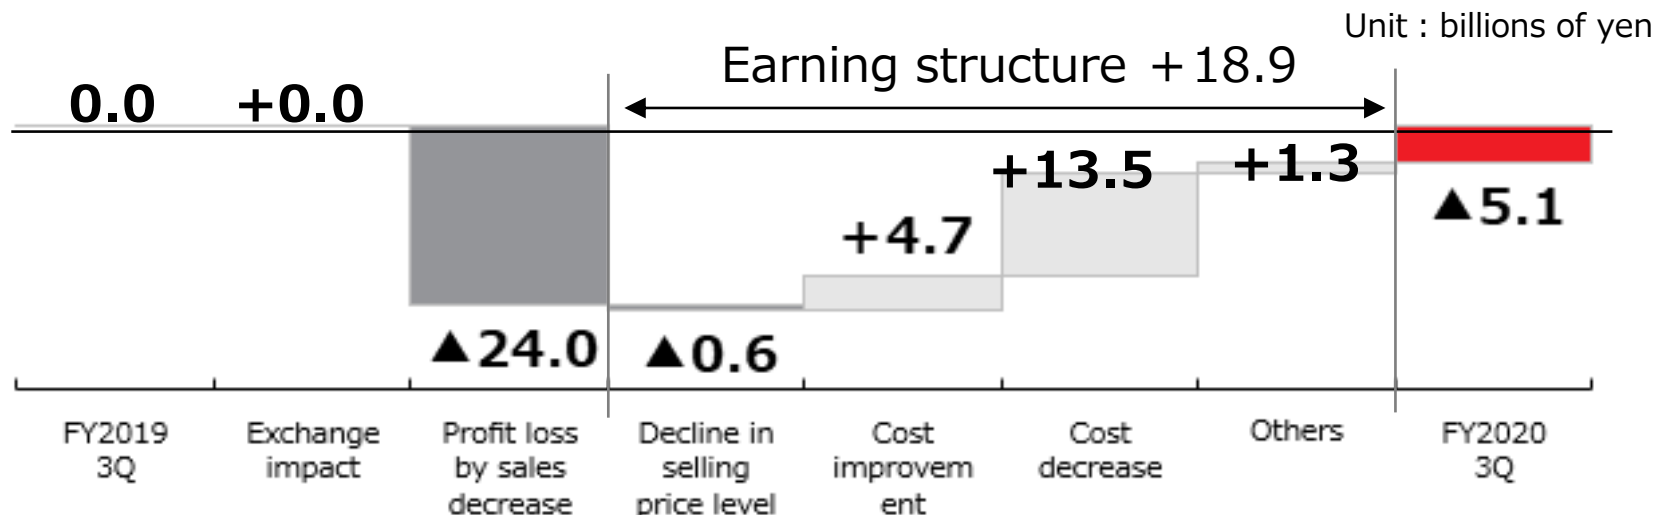 Unit : billions of yen
Earning structure +18.9
0.0
+0.0
+13.5
+1.3
▲5.1
+4.7
▲24.0
▲0.6
FY2019
3Q
Exchange
impact
Profit loss
by sales
decrease
Decline in
selling
price level
Cost
improvem
ent
Cost
decrease
Others
FY2020
3Q